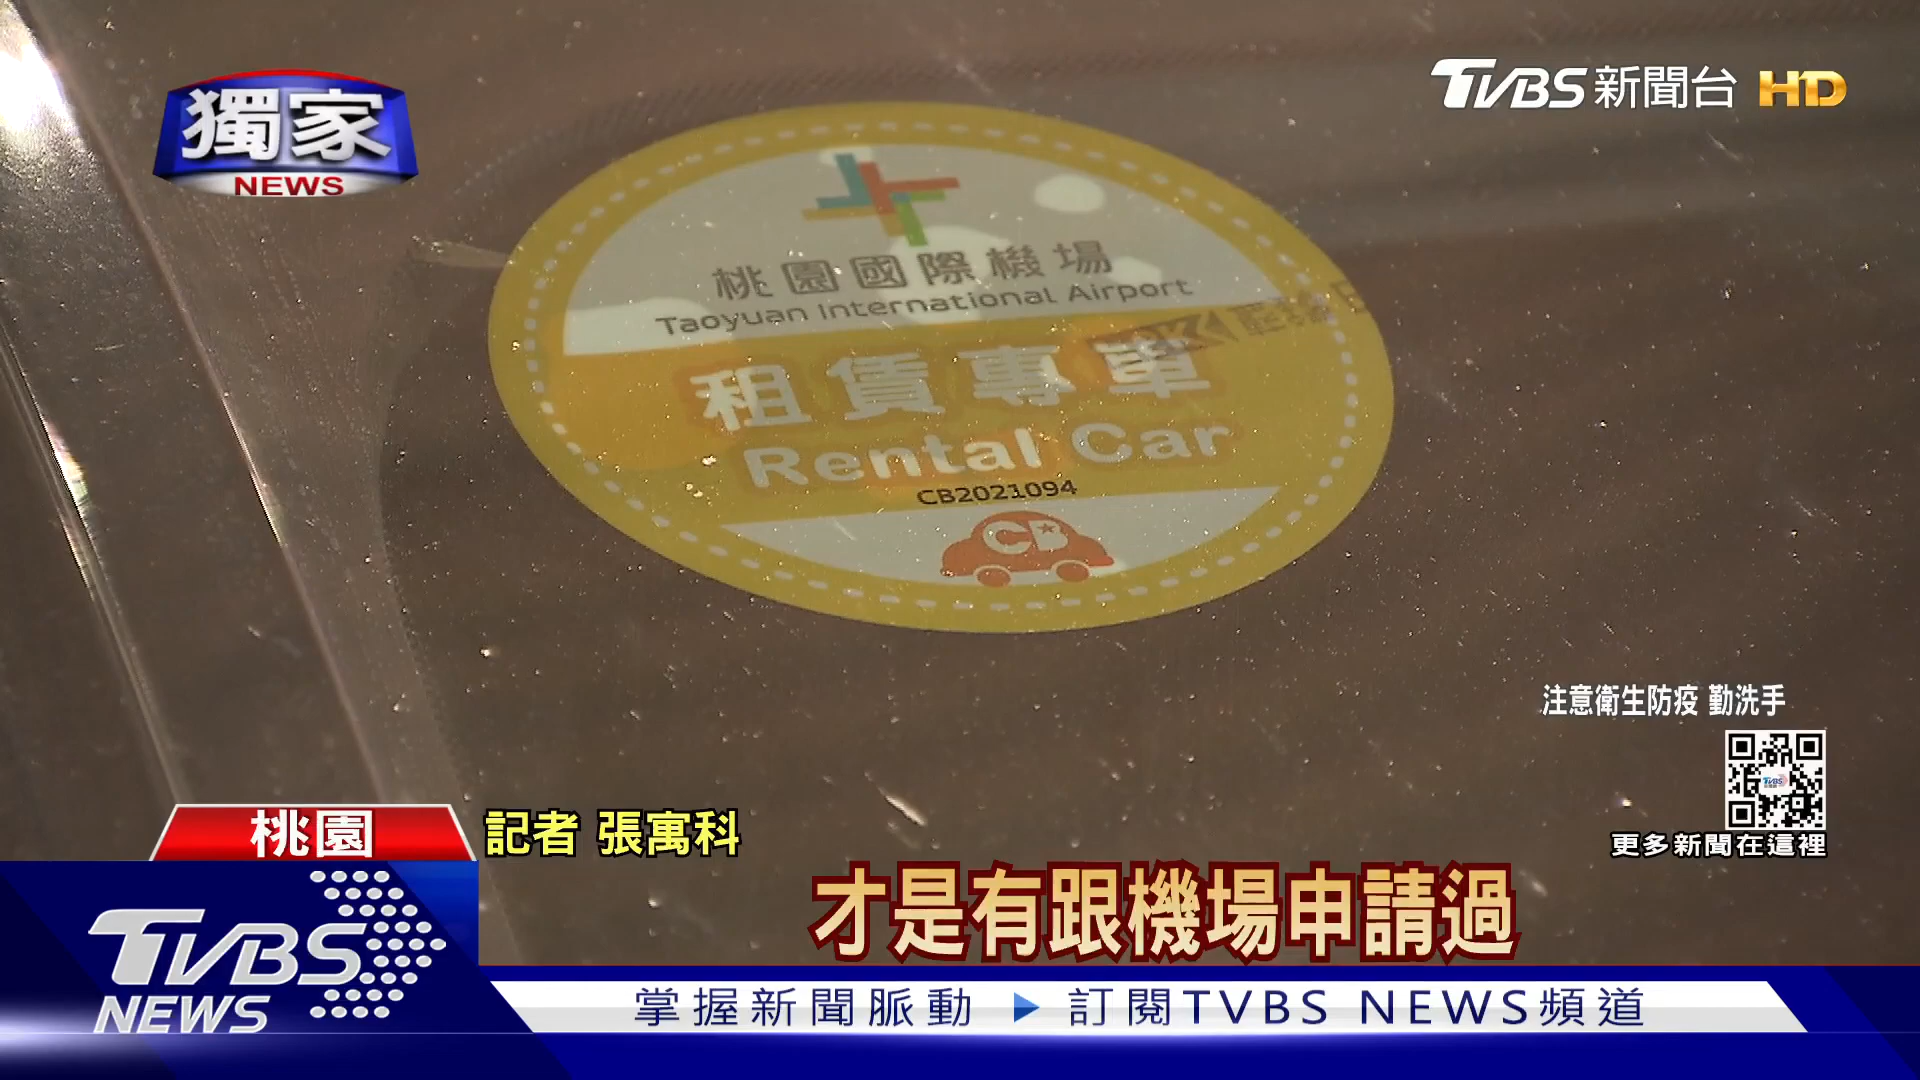 獨家
NEWS
TVBS新聞台 HD
桃園國際機場
Taoyuan International Airport
租賃專車
Rental Car
CB2021094
CB
注意衛生防疫 勤洗手
TVBS
更多新聞在這裡
桃園
記者 張寓科
才是有跟機場申請過
TVBS
NEWS
掌握新聞脈動 ▶ 訂閱TVBS NEWS頻道